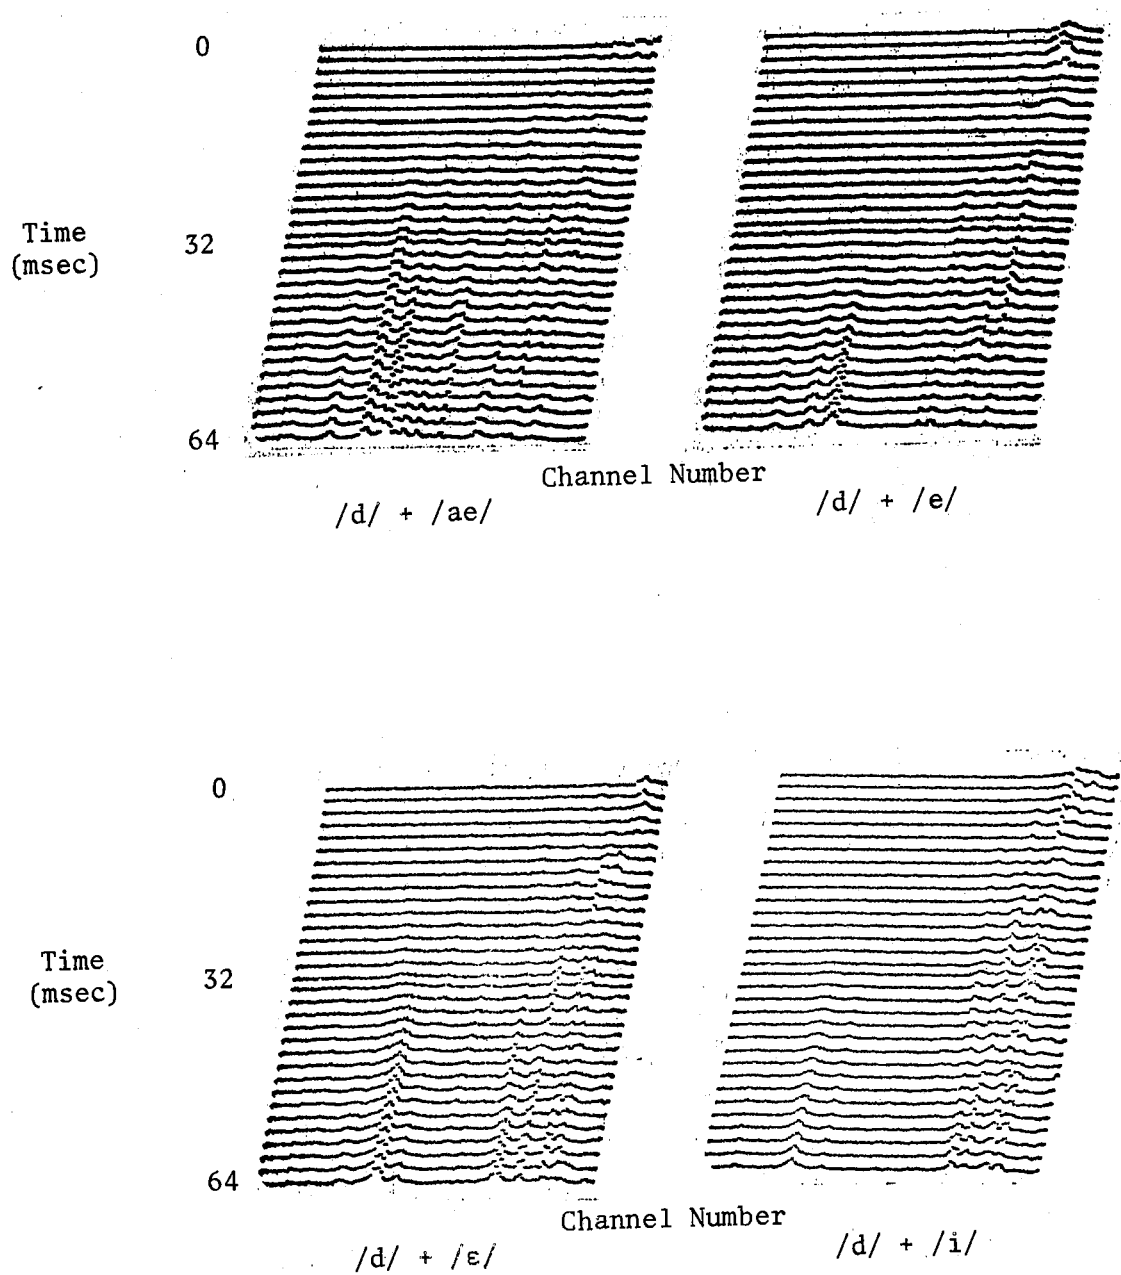 0
Time
(msec)
32
64
Channel Number
/d/ + /ae/
/d/ + /e/
0
Time
(msec)
32
64
Channel Number
/d/ + /ε/
/d/ + /i/